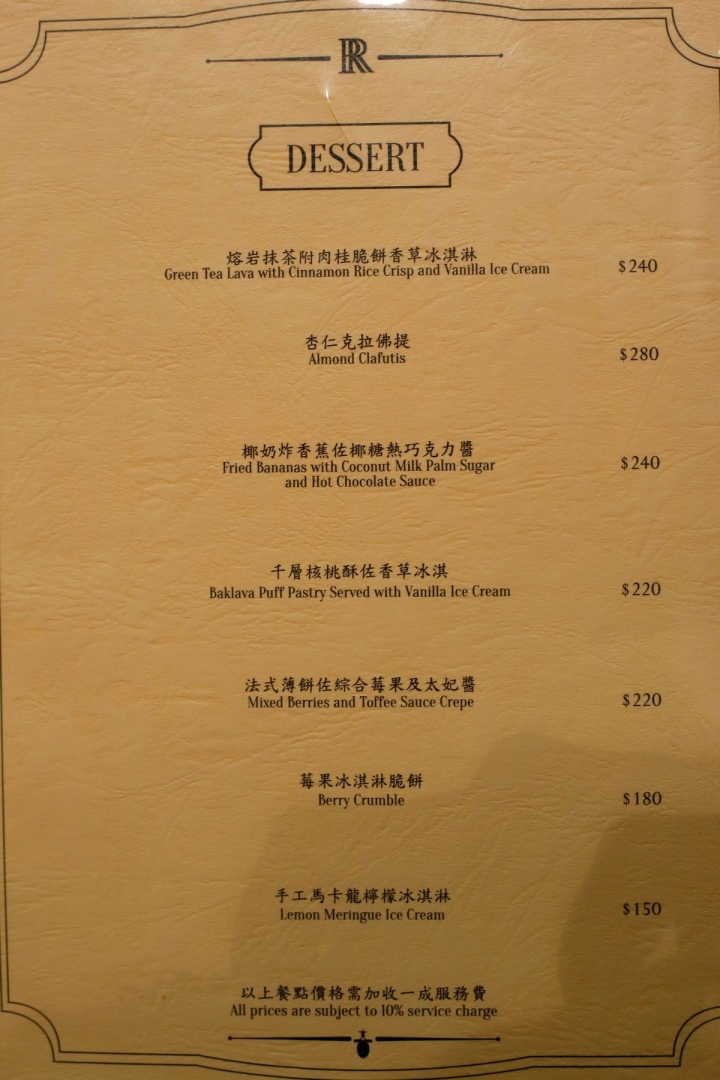 RR
DESSERT
熔岩抹茶附肉桂脆餅香草冰淇淋
Green Tea Lava with Cinnamon Rice Crisp and Vanilla Ice Cream
$240
杏仁克拉佛提
Almond Clafutis
$280
椰奶炸香蕉佐椰糖熱巧克力醬
Fried Bananas with Coconut Milk Palm Sugar
and Hot Chocolate Sauce
$240
千層核桃酥佐香草冰淇
Baklava Puff Pastry Served with Vanilla Ice Cream
$220
法式薄餅佐綜合莓果及太妃醬
Mixed Berries and Toffee Sauce Crepe
$220
莓果冰淇淋脆餅
Berry Crumble
$180
手工馬卡龍檸檬冰淇淋
Lemon Meringue Ice Cream
$150
以上餐點價格需加收一成服務費
All prices are subject to 10% service charge